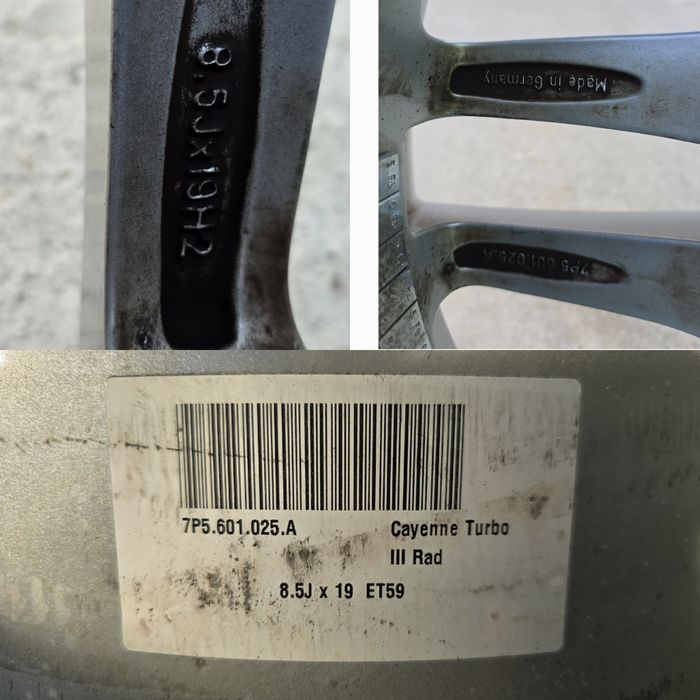 8.5Jx19H2
Made in Germany
7P5 601.025.A
7P5.601.025.A
Cayenne Turbo
III Rad
8.5J x 19 ET59